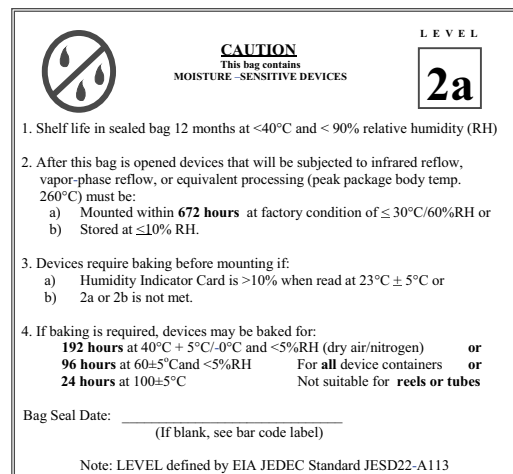 LEVEL
CAUTION
This bag contains
MOISTURE –SENSITIVE DEVICES
2a
1. Shelf life in sealed bag 12 months at <40°C and < 90% relative humidity (RH)
2. After this bag is opened devices that will be subjected to infrared reflow,
vapor-phase reflow, or equivalent processing (peak package body temp.
260°C) must be:
a) Mounted within 672 hours at factory condition of ≤ 30°C/60%RH or
b) Stored at ≤10% RH.
3. Devices require baking before mounting if:
a) Humidity Indicator Card is >10% when read at 23°C ± 5°C or
b) 2a or 2b is not met.
4. If baking is required, devices may be baked for:
192 hours at 40°C + 5°C/-0°C and <5%RH (dry air/nitrogen) or
96 hours at 60±5°Cand <5%RH For all device containers or
24 hours at 100±5°C Not suitable for reels or tubes
Bag Seal Date: ______________________________
(If blank, see bar code label)
Note: LEVEL defined by EIA JEDEC Standard JESD22-A113